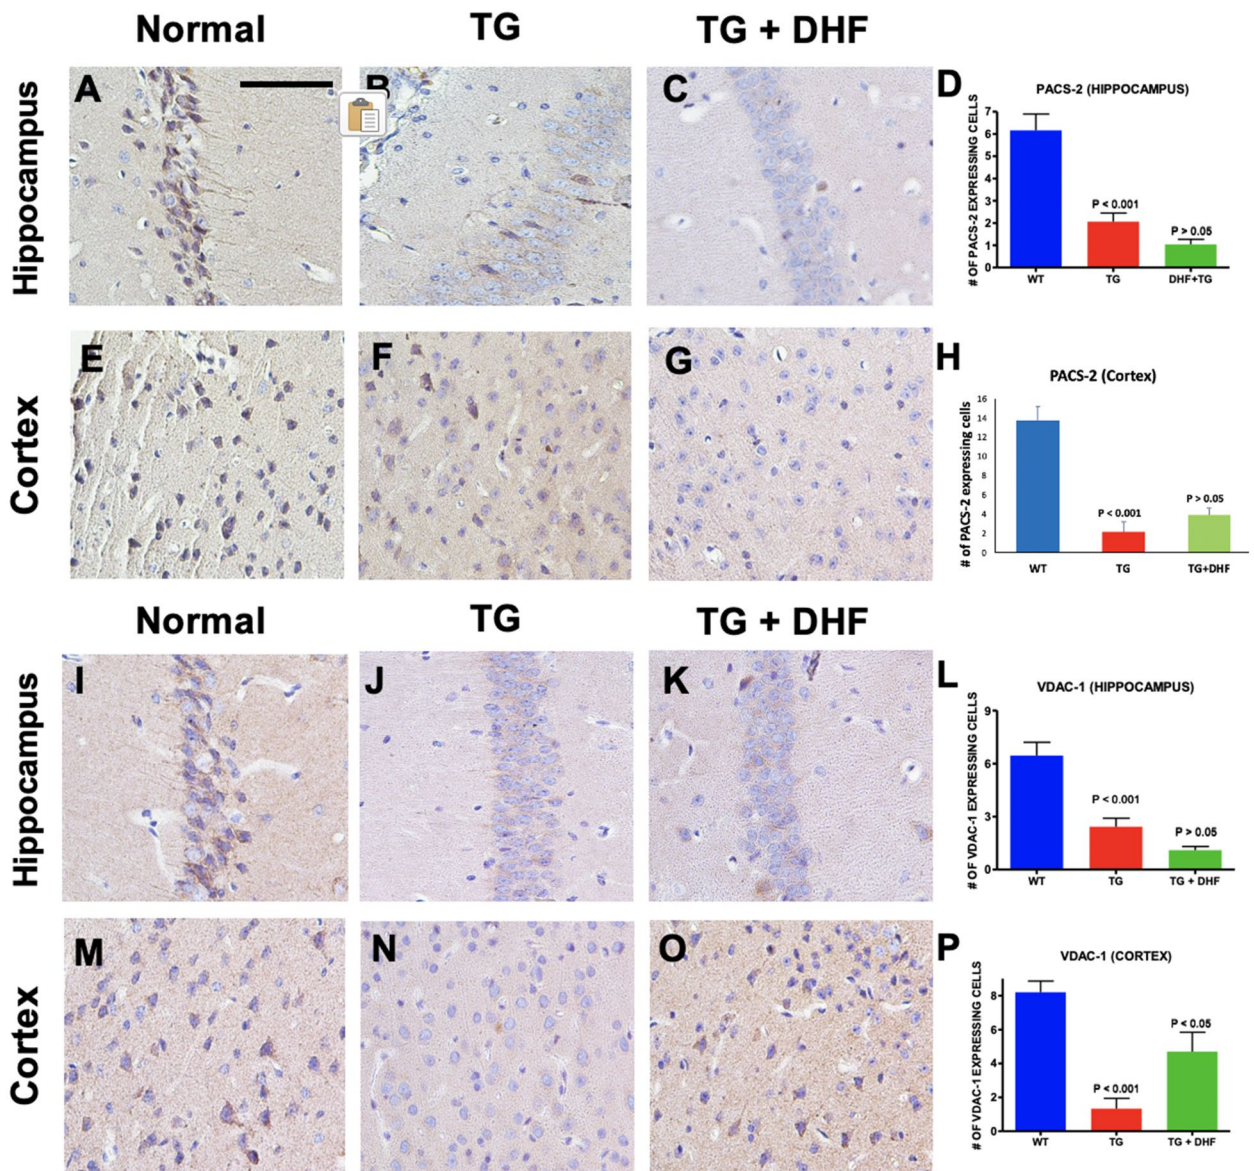 Normal
TG
TG + DHF
Hippocampus
A
B
C
D
PACS-2 (HIPPOCAMPUS)
# OF PACS-2 EXPRESSING CELLS
7
6
5
4
3
2
1
0
P < 0.001
P > 0.05
WT
TG
DHF+TG
Cortex
E
F
G
H
PACS-2 (Cortex)
# of PACS-2 expressing cells
16
14
12
10
8
6
4
2
0
P < 0.001
P > 0.05
WT
TG
TG+DHF
Normal
TG
TG + DHF
Hippocampus
I
J
K
L
VDAC-1 (HIPPOCAMPUS)
# OF VDAC-1 EXPRESSING CELLS
9
6
3
0
P < 0.001
P > 0.05
WT
TG
TG + DHF
Cortex
M
N
O
P
VDAC-1 (CORTEX)
# OF VDAC-1 EXPRESSING CELLS
8
6
4
2
0
P < 0.001
P < 0.05
WT
TG
TG + DHF